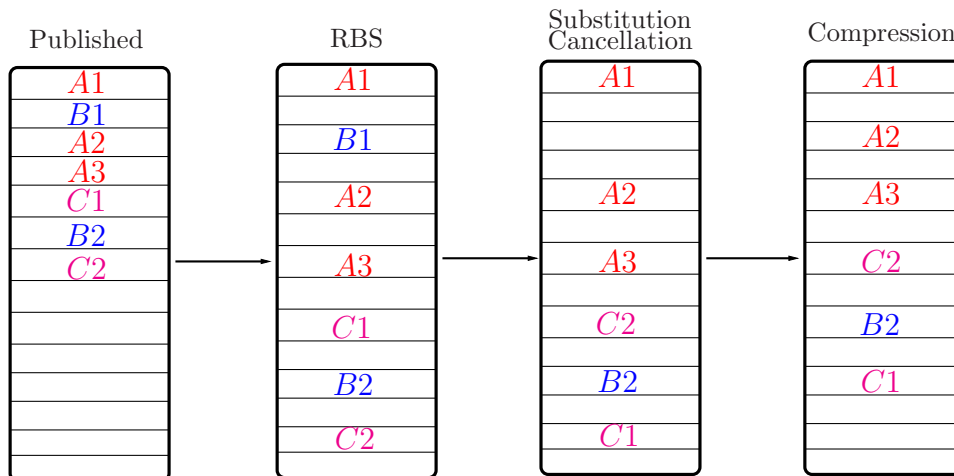 Published
A1
B1
A2
A3
C1
B2
C2
RBS
A1
B1
A2
A3
C1
B2
C2
Substitution
Cancellation
A1
A2
A3
C2
B2
C1
Compression
A1
A2
A3
C2
B2
C1